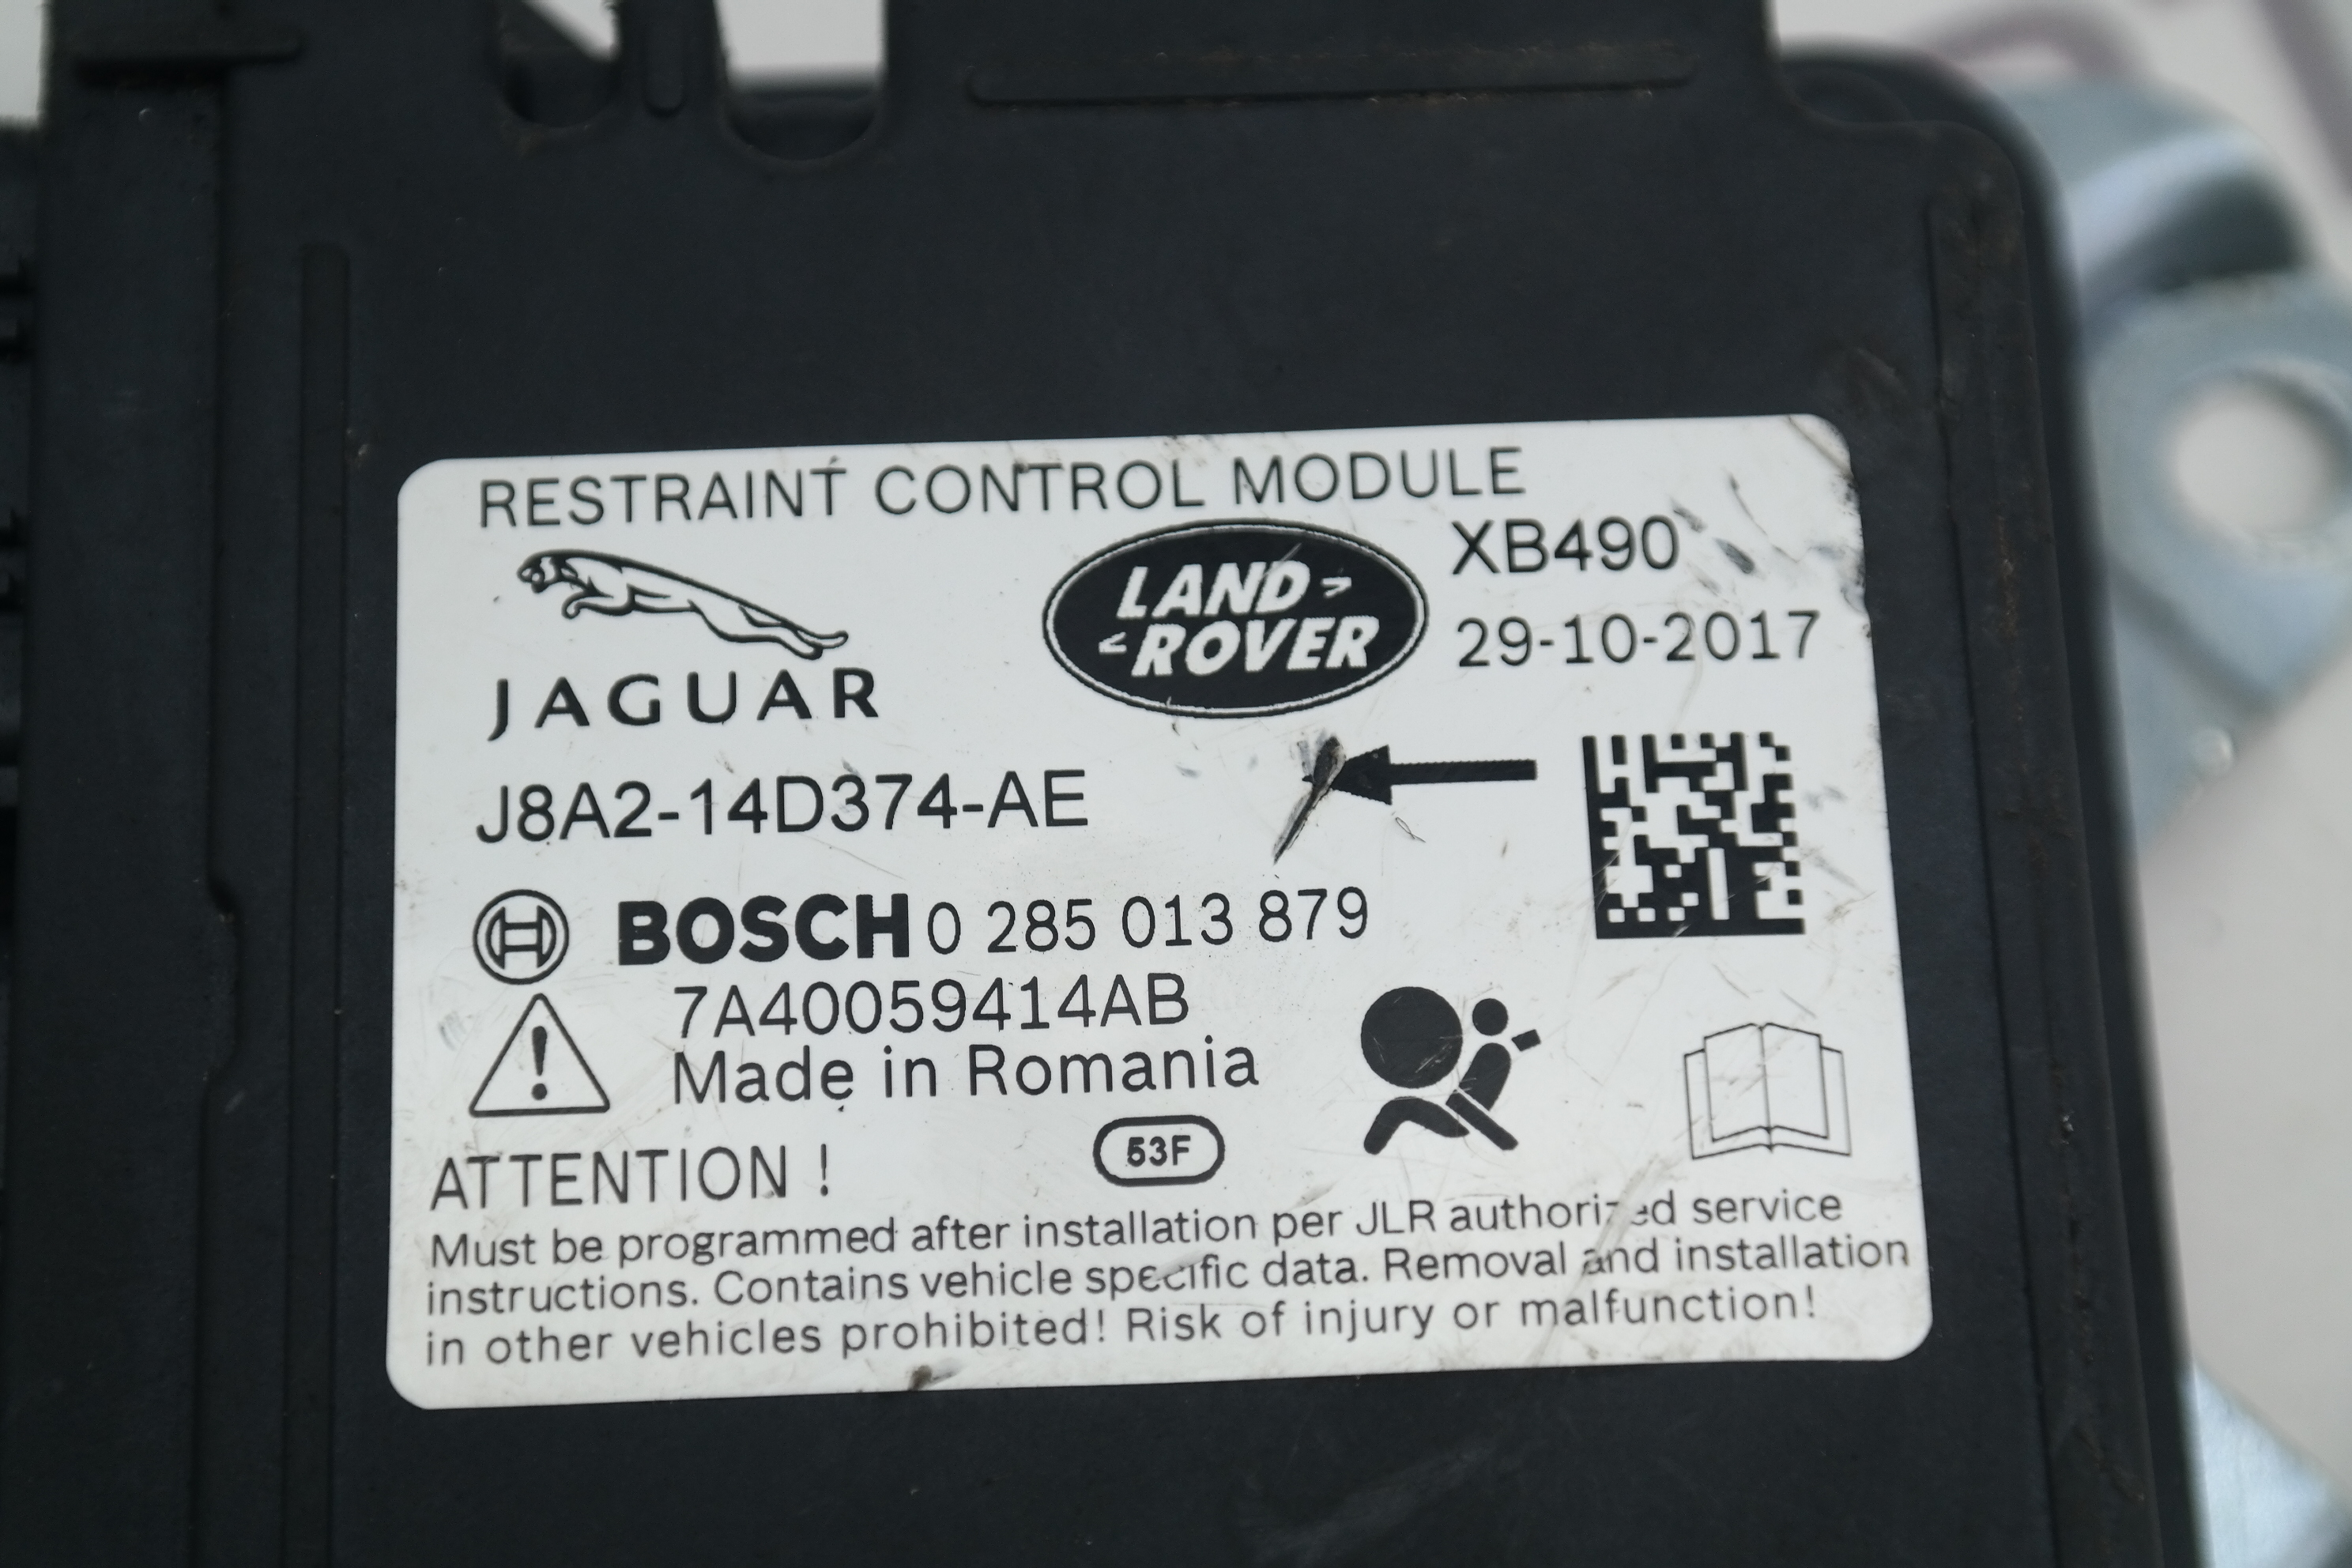 RESTRAINT CONTROL MODULE
LAND
ROVER
XB490
29-10-2017
JAGUAR
J8A2-14D374-AE
BOSCH 0 285 013 879
7A40059414AB
Made in Romania
53F
ATTENTION !
Must be programmed after installation per JLR authorized service
instructions. Contains vehicle specific data. Removal and installation
in other vehicles prohibited! Risk of injury or malfunction!